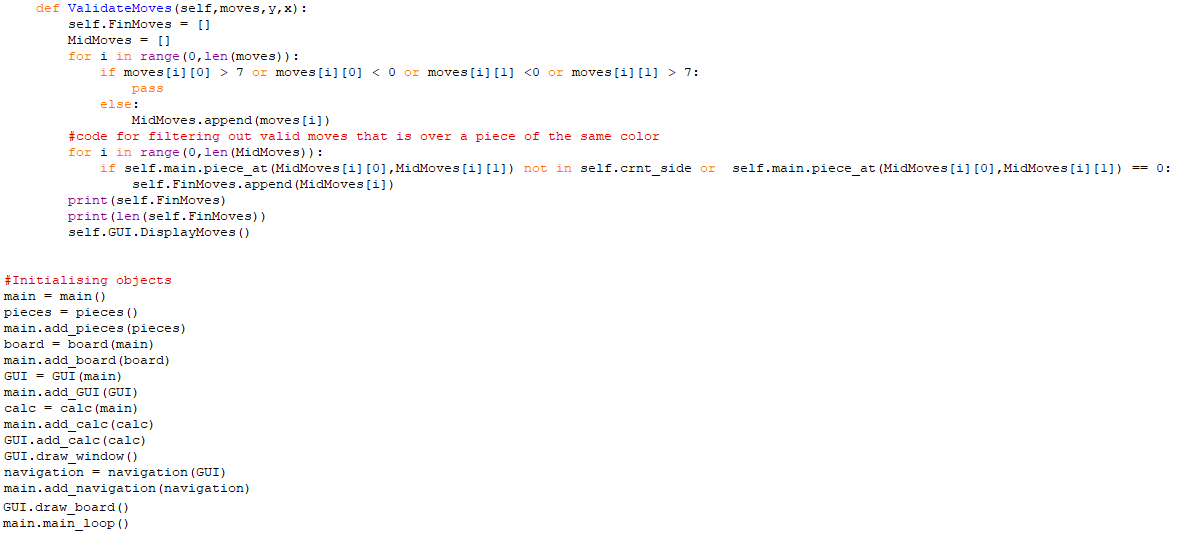 def ValidateMoves(self,moves,y,x):
self.FinMoves = []
MidMoves = []
for i in range(0,len(moves)):
if moves[i][0] > 7 or moves[i][0] < 0 or moves[i][1] <0 or moves[i][1] > 7:
pass
else:
MidMoves.append(moves[i])
#code for filtering out valid moves that is over a piece of the same color
for i in range(0,len(MidMoves)):
if self.main.piece_at(MidMoves[i][0],MidMoves[i][1]) not in self.crnt_side or  self.main.piece_at(MidMoves[i][0],MidMoves[i][1]) == 0:
self.FinMoves.append(MidMoves[i])
print(self.FinMoves)
print(len(self.FinMoves))
self.GUI.DisplayMoves()
#Initialising objects
main = main()
pieces = pieces()
main.add_pieces(pieces)
board = board(main)
main.add_board(board)
GUI = GUI(main)
main.add_GUI(GUI)
calc = calc(main)
main.add_calc(calc)
GUI.add_calc(calc)
GUI.draw_window()
navigation = navigation(GUI)
main.add_navigation(navigation)
GUI.draw_board()
main.main_loop()